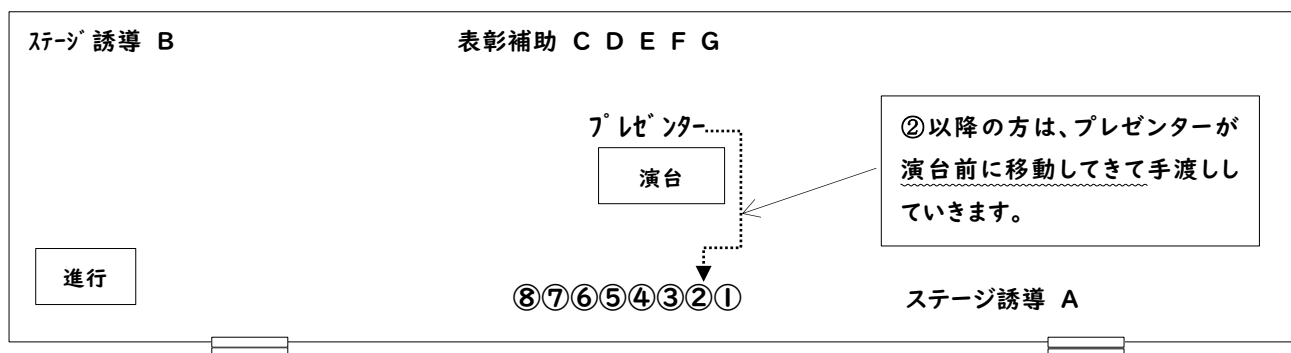 ｽﾃｰｼﾞ誘導 B
表彰補助 C D E F G
ﾌﾟﾚｾﾞﾝﾀｰ
演台
②以降の方は、プレゼンターが
演台前に移動してきて手渡しし
ていきます。
進行
⑧⑦⑥⑤④③②①
ステージ誘導 A